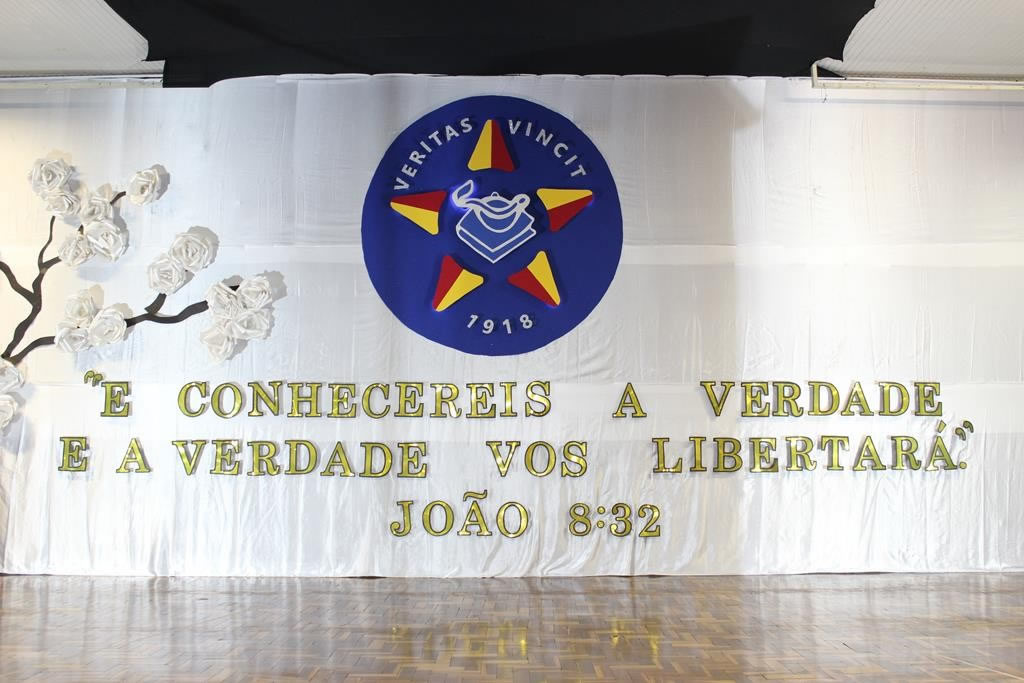 VERITAS VINCIT
1918
"E CONHECEREIS A VERDADE
E A VERDADE VOS LIBERTARÁ."
JOÃO 8:32